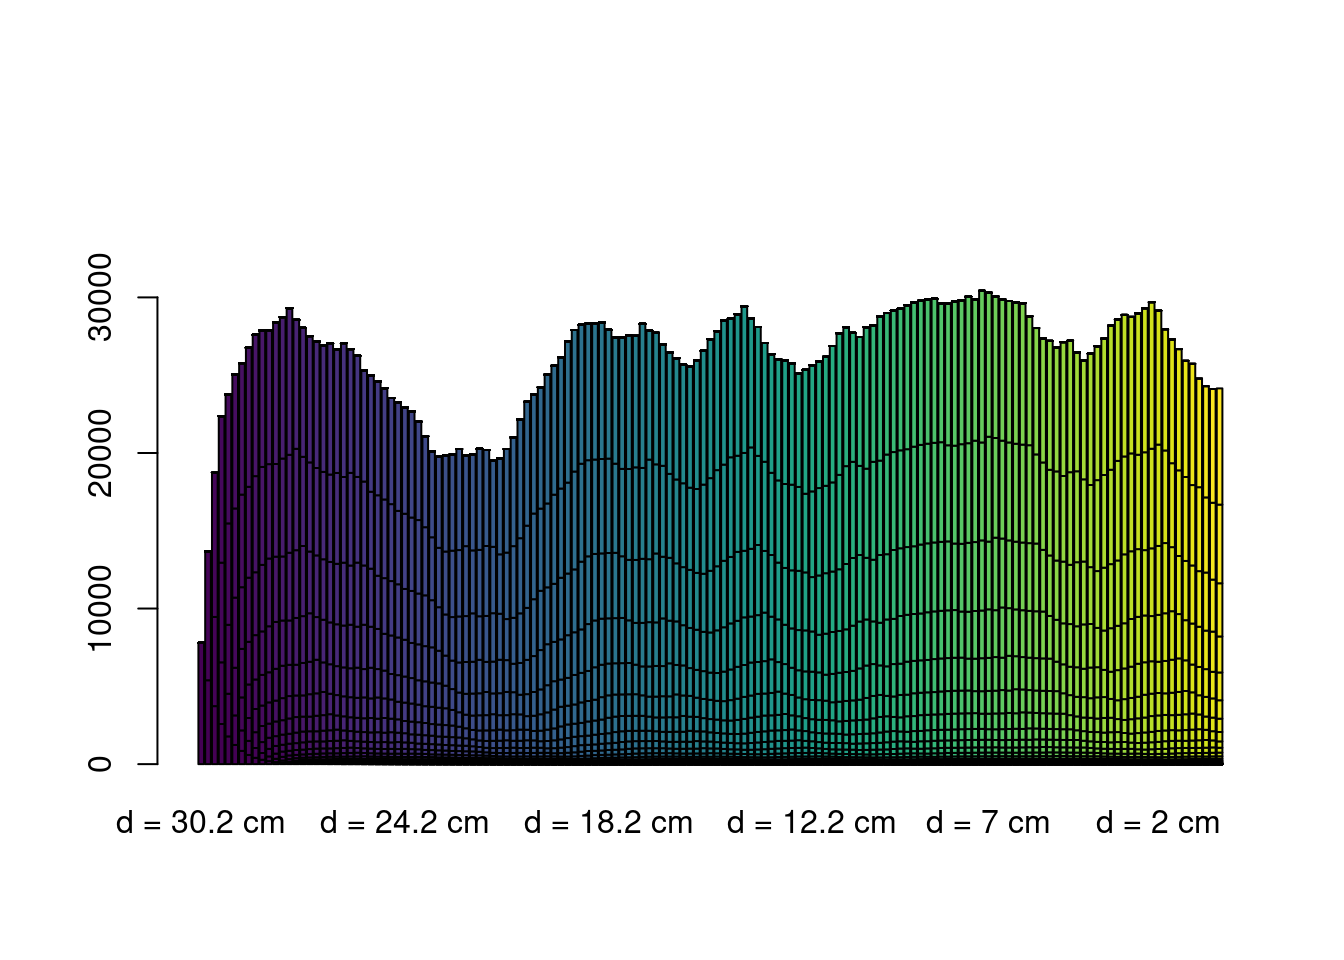 30000
20000
10000
0
d = 30.2 cm d = 24.2 cm d = 18.2 cm d = 12.2 cm d = 7 cm d = 2 cm